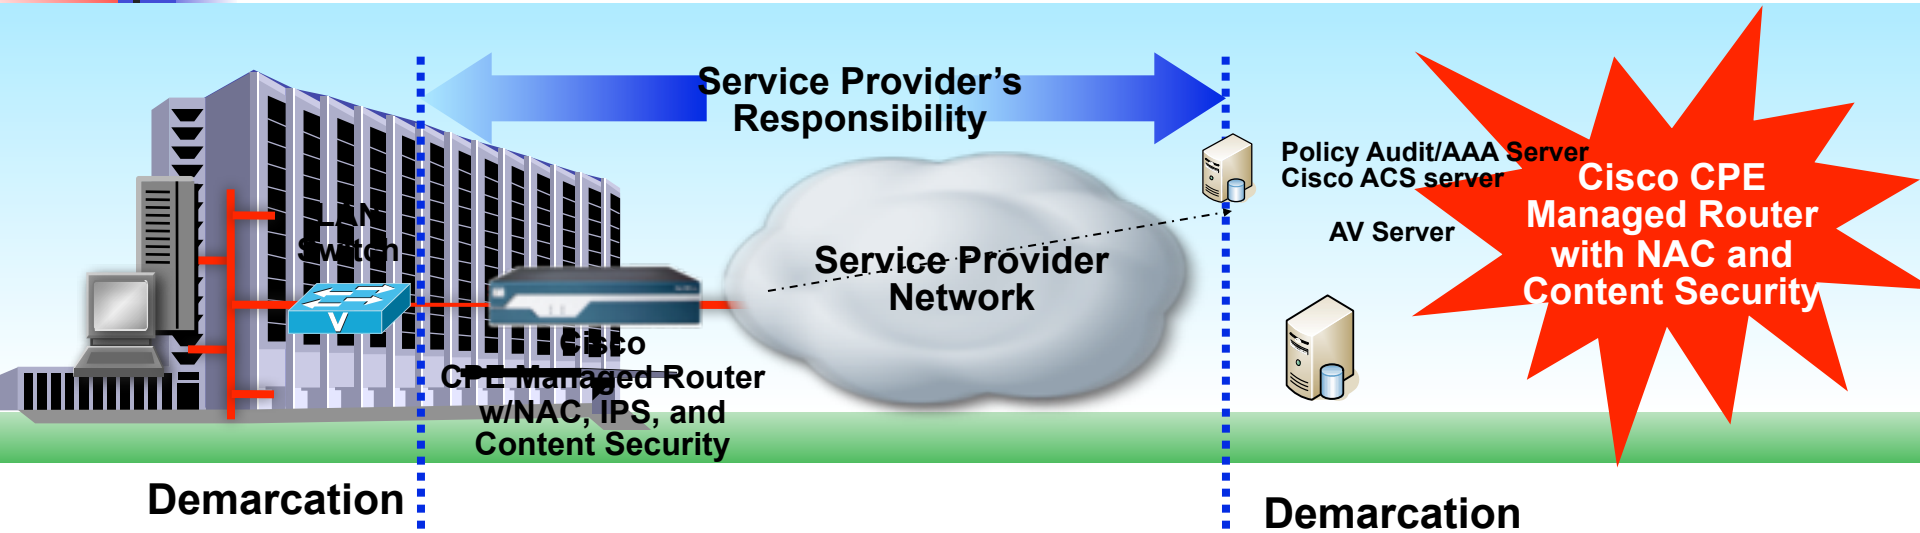 Service Provider’s
Responsibility
LAN
Switch
V
Cisco
CPE Managed Router
w/NAC, IPS, and
Content Security
Service Provider
Network
Policy Audit/AAA Server
Cisco ACS server
AV Server
Cisco CPE
Managed Router
with NAC and
Content Security
Demarcation
Demarcation